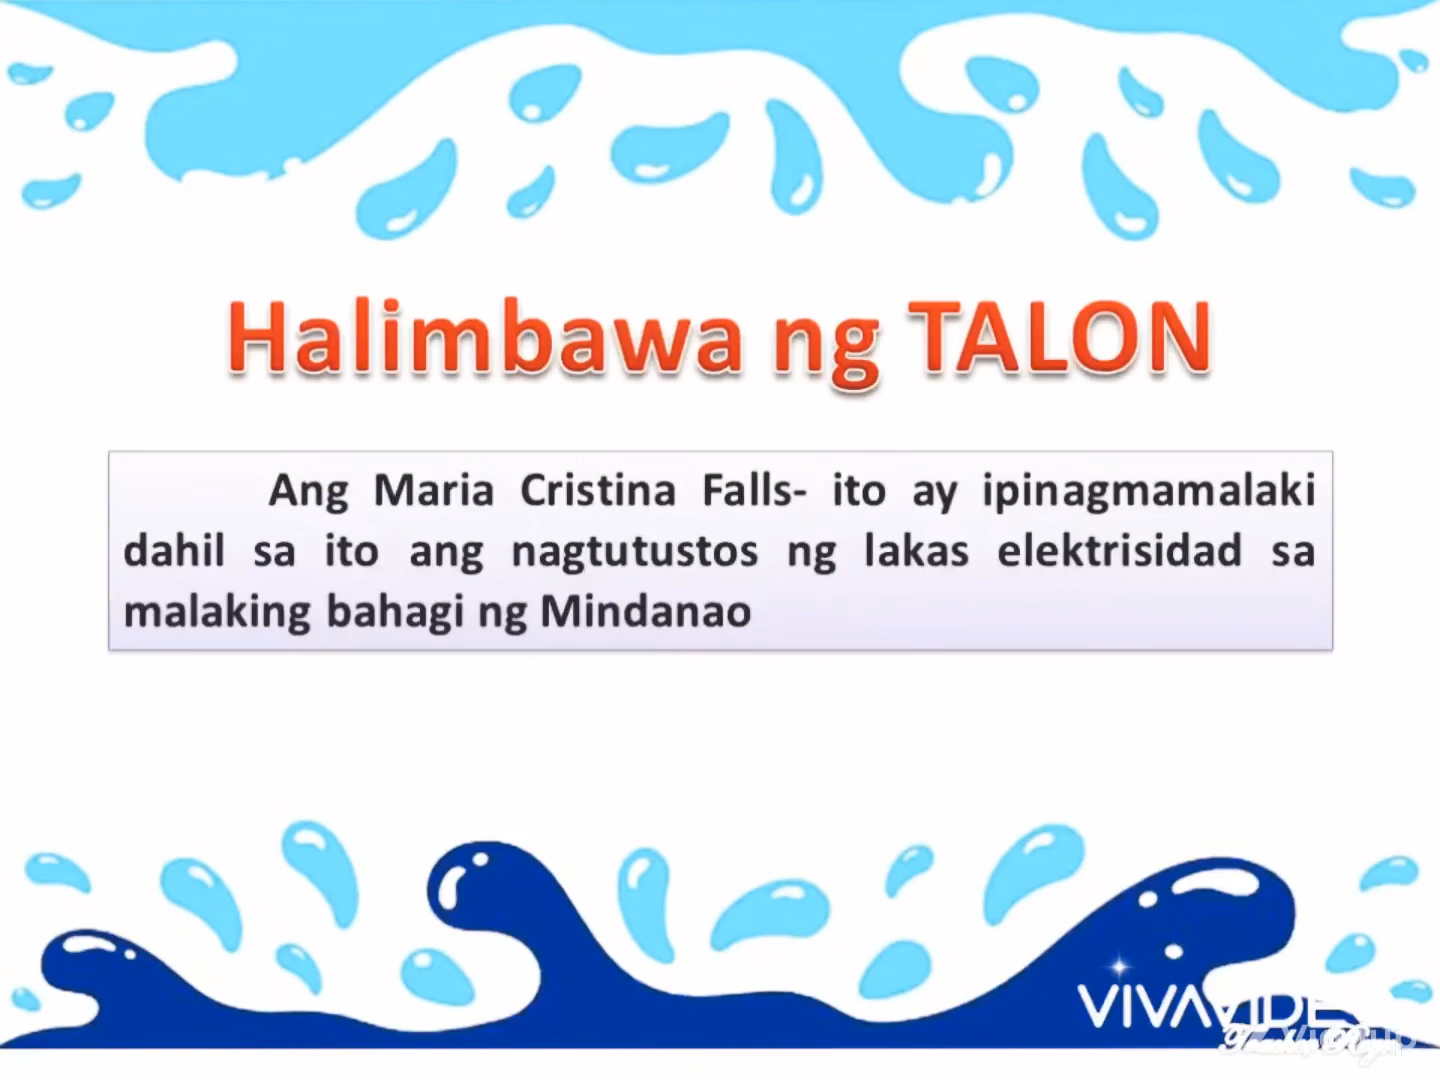 Halimbawa ng TALON
Ang Maria Cristina Falls- ito ay ipinagmamalaki
dahil sa ito ang nagtutustos ng lakas elektrisidad sa
malaking bahagi ng Mindanao